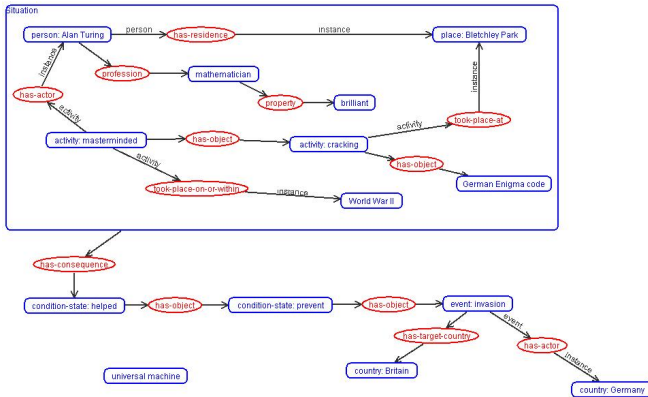 Situation
person: Alan Turing
person
has-residence
instance
place: Bletchley Park
instance
profession
mathematician
instance
has-actor
property
brilliant
activity
activity
took-place-at
activity: masterminded
has-object
activity: cracking
activity
has-object
took-place-on-or-within
instance
German Enigma code
World War II
has-consequence
condition-state: helped
has-object
condition-state: prevent
has-object
event: invasion
event
has-target-country
has-actor
instance
country: Britain
universal machine
country: Germany